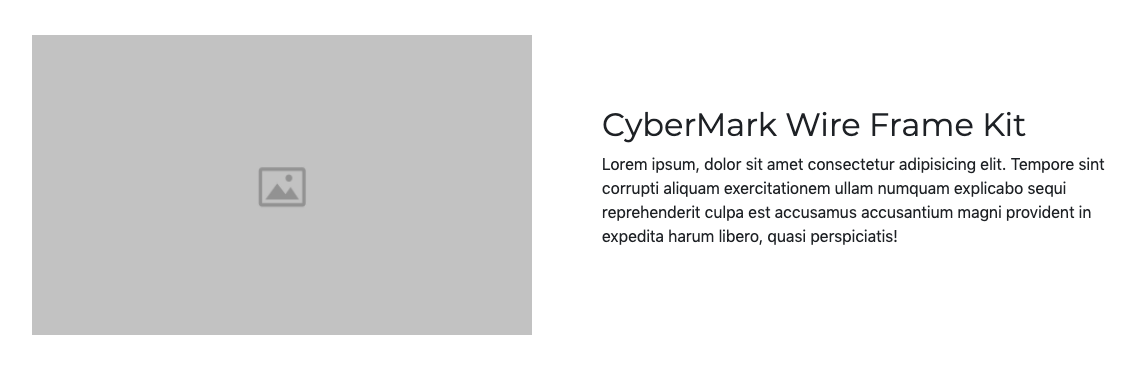 CyberMark Wire Frame Kit
Lorem ipsum, dolor sit amet consectetur adipisicing elit. Tempore sint
corrupti aliquam exercitationem ullam numquam explicabo sequi
reprehenderit culpa est accusamus accusantium magni provident in
expedita harum libero, quasi perspiciatis!